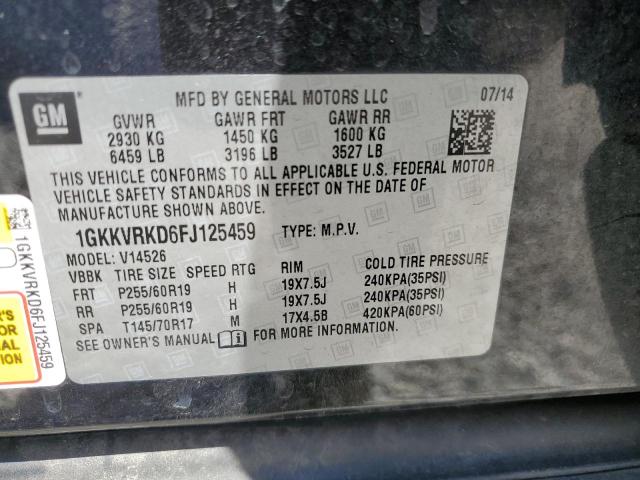 GM
MFD BY GENERAL MOTORS LLC 07/14
GVWR GAWR FRT GAWR RR
2930 KG 1450 KG 1600 KG
6459 LB 3196 LB 3527 LB
THIS VEHICLE CONFORMS TO ALL APPLICABLE U.S. FEDERAL MOTOR
VEHICLE SAFETY STANDARDS IN EFFECT ON THE DATE OF
MANUFACTURE SHOWN ABOVE.
1GKKVRKD6FJ125459 TYPE: M.P.V.
MODEL: V14526
VBBK TIRE SIZE SPEED RTG RIM COLD TIRE PRESSURE
FRT P255/60R19 H 19X7.5J 240KPA(35PSI)
RR P255/60R19 H 19X7.5J 240KPA(35PSI)
SPA T145/70R17 M 17X4.5B 420KPA(60PSI)
SEE OWNER'S MANUAL
1GKKVRKD6FJ125459